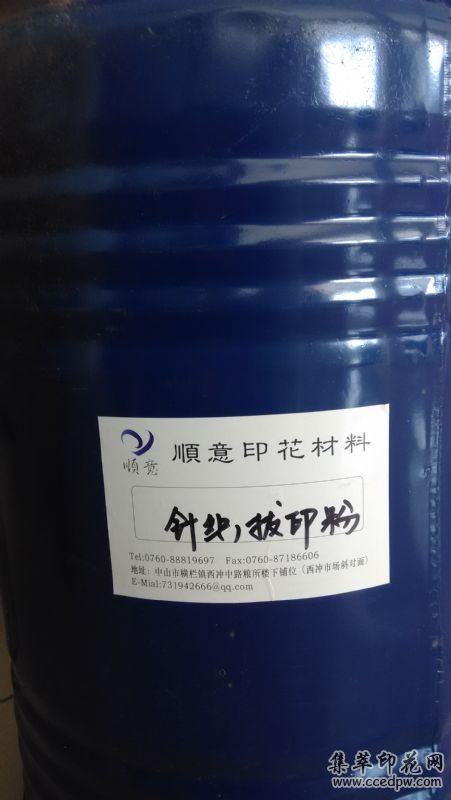 順意印花材料
順意
针织,拔印粉
Tel:0760-88819697 Fax:0760-87186606
地址:中山市横栏镇西冲中路粮所楼下铺位(西冲市场斜对面)
E-Mial:731942666@qq.com
集萃印花网
www.ccedpw.com